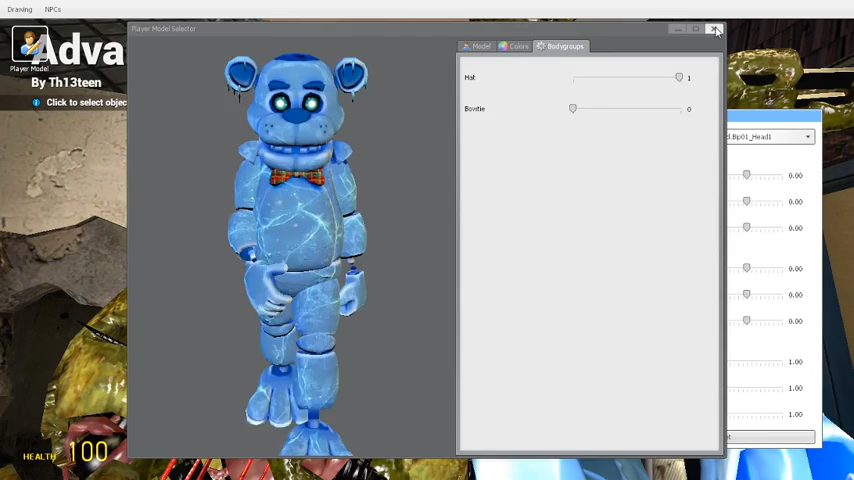 Drawing NPCs
Player Model Selector
Adva
Player Model
By Th13teen
Click to select objec
Model Colors Bodygroups
Hat 1
Bowtie 0
d.Bip01_Head1
0.00
0.00
0.00
0.00
0.00
0.00
1.00
1.00
1.00
HEALTH 100